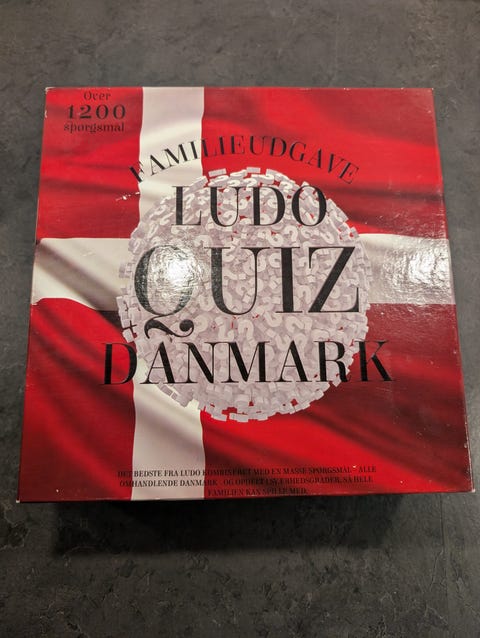 Over
1200
spørgsmål
FAMILIEUDGAVE
LUDO
QUIZ
DANMARK
DET BEDSTE FRA LUDO KOMBINERET MED EN MASSE SPØRGSMÅL - ALLE
OMHANDLENDE DANMARK - OG OPDELT I SVÆRHEDSGRADER, SÅ HELE
FAMILIEN KAN SPILLE MED.